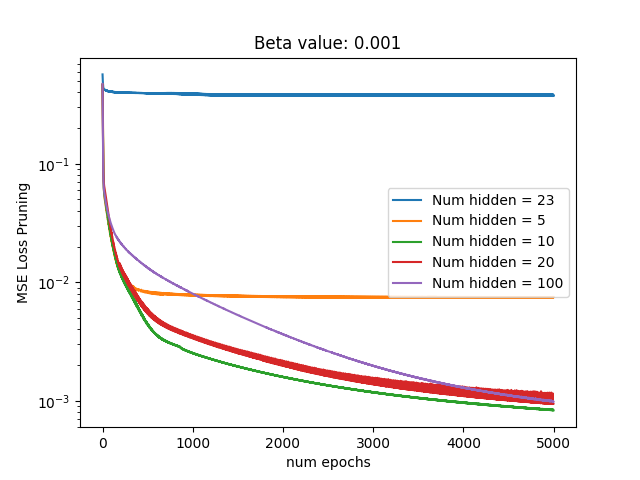 Beta value: 0.001
MSE Loss Pruning
10⁻¹
10⁻²
10⁻³
Num hidden = 23
Num hidden = 5
Num hidden = 10
Num hidden = 20
Num hidden = 100
0 1000 2000 3000 4000 5000
num epochs